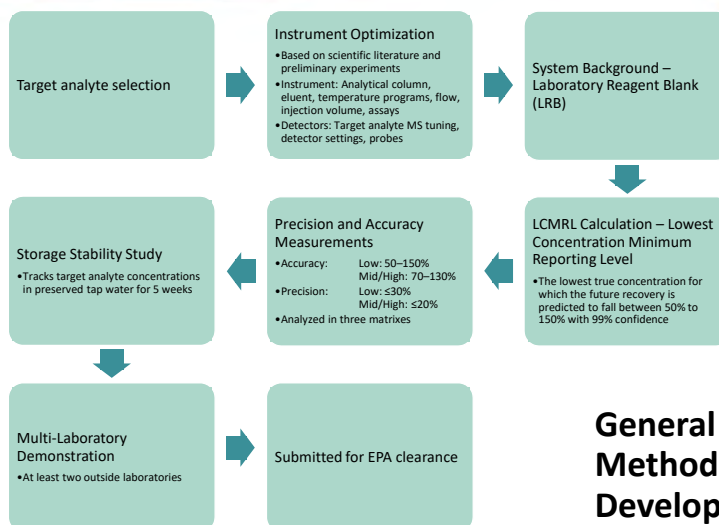 Target analyte selection
Instrument Optimization
•Based on scientific literature and
preliminary experiments
•Instrument: Analytical column,
eluent, temperature programs, flow,
injection volume, assays
•Detectors: Target analyte MS tuning,
detector settings, probes
System Background –
Laboratory Reagent Blank
(LRB)
LCMRL Calculation – Lowest
Concentration Minimum
Reporting Level
•The lowest true concentration for
which the future recovery is
predicted to fall between 50% to
150% with 99% confidence
Precision and Accuracy
Measurements
•Accuracy: Low: 50–150%
Mid/High: 70–130%
•Precision: Low: ≤30%
Mid/High: ≤20%
•Analyzed in three matrixes
Storage Stability Study
•Tracks target analyte concentrations
in preserved tap water for 5 weeks
Multi-Laboratory
Demonstration
•At least two outside laboratories
Submitted for EPA clearance
General
Method
Develop